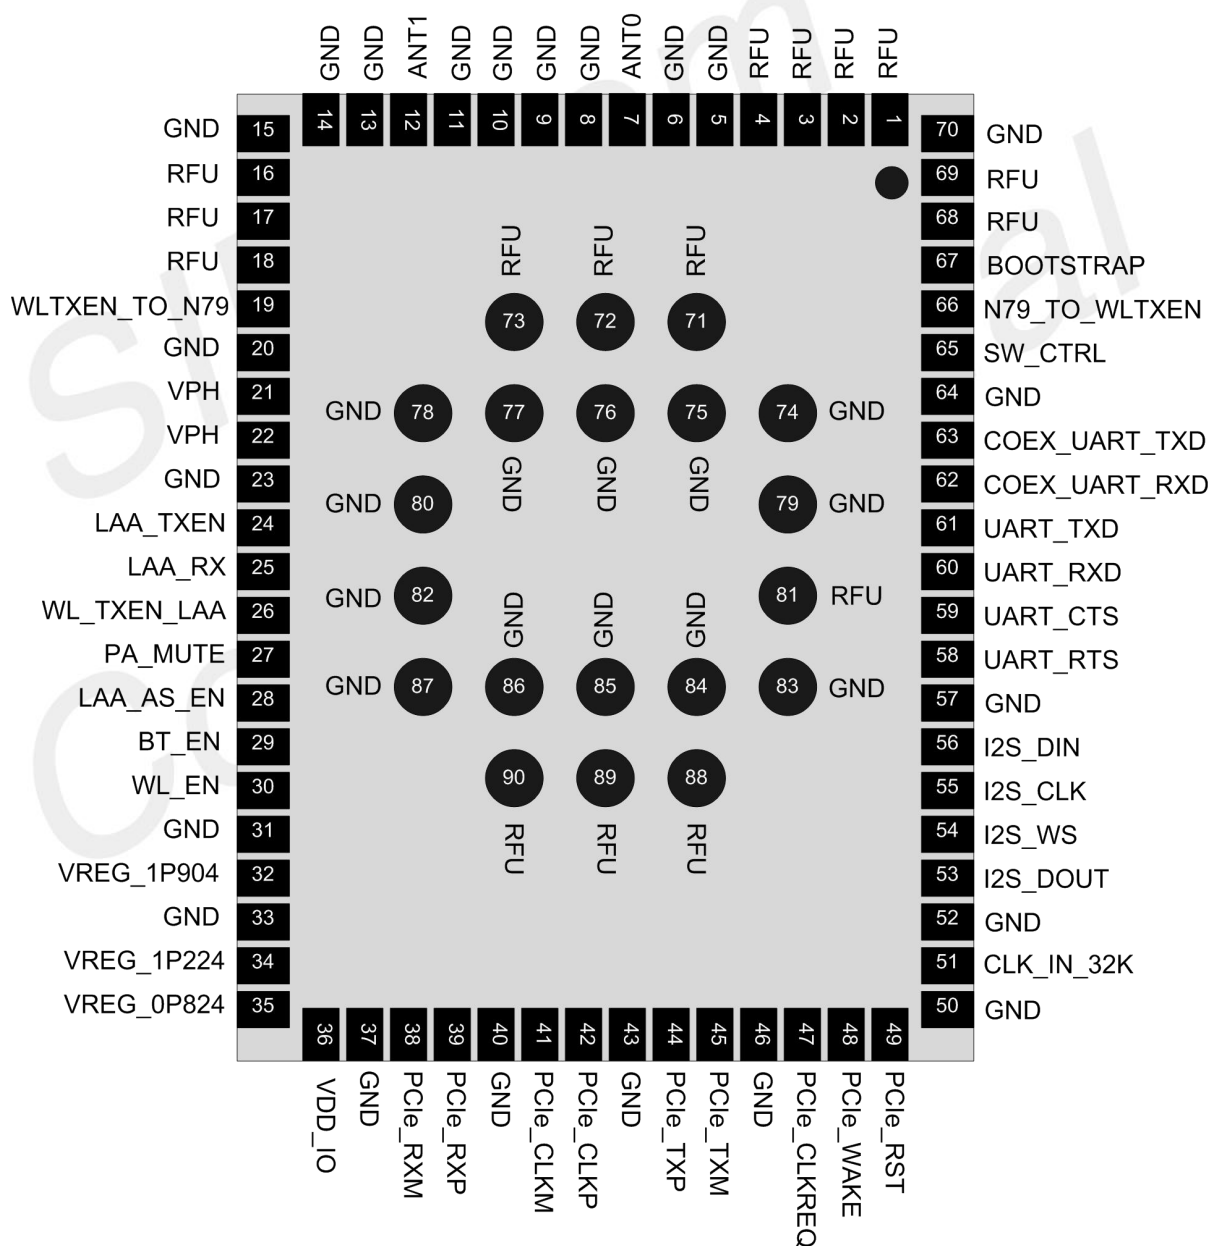 GND GND ANT1 GND GND GND GND ANT0 GND GND RFU RFU RFU RFU
14 13 12 11 10 9 8 7 6 5 4 3 2 1
GND 15 70 GND
RFU 16 69 RFU
RFU 17 68 RFU
RFU 18 67 BOOTSTRAP
WLTXEN_TO_N79 19 66 N79_TO_WLTXEN
GND 20 65 SW_CTRL
VPH 21 64 GND
VPH 22 63 COEX_UART_TXD
GND 23 62 COEX_UART_RXD
LAA_TXEN 24 61 UART_TXD
LAA_RX 25 60 UART_RXD
WL_TXEN_LAA 26 59 UART_CTS
PA_MUTE 27 58 UART_RTS
LAA_AS_EN 28 57 GND
BT_EN 29 56 I2S_DIN
WL_EN 30 55 I2S_CLK
GND 31 54 I2S_WS
VREG_1P904 32 53 I2S_DOUT
GND 33 52 GND
VREG_1P224 34 51 CLK_IN_32K
VREG_0P824 35 50 GND
RFU RFU RFU
73 72 71
GND 78 77 76 75 74 GND
GND GND GND
GND 80 79 GND
GND 82 81 RFU
GND GND GND
GND 87 86 85 84 83 GND
90 89 88
RFU RFU RFU
36 37 38 39 40 41 42 43 44 45 46 47 48 49
VDD_IO GND PCIe_RXM PCIe_RXP GND PCIe_CLKM PCIe_CLKP GND PCIe_TXP PCIe_TXM GND PCIe_CLKREQ PCIe_WAKE PCIe_RST